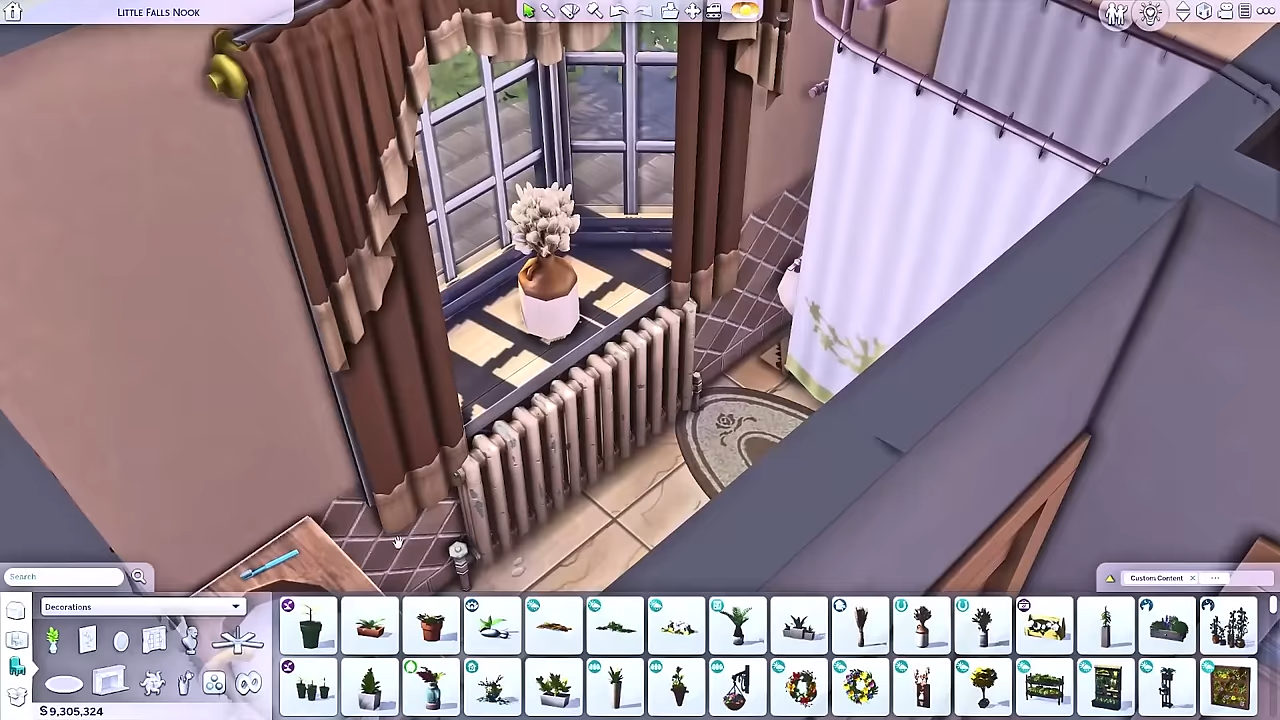 LITTLE FALLS NOOK
Search
Custom Content
Decorations
§9,305,324